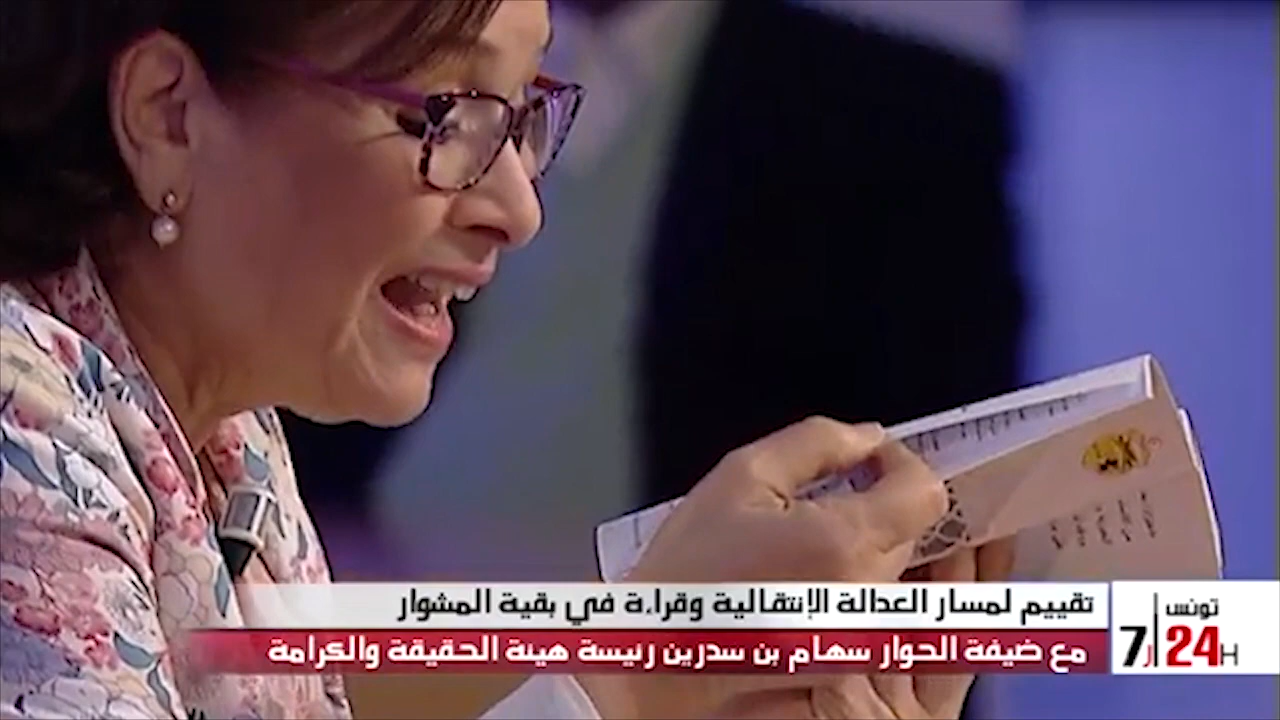 تقييم لمسار العدالة الإنتقالية وقراءة في بقية المشوار
مع ضيفة الحوار سهام بن سدرين رئيسة هيئة الحقيقة والكرامة
تونس
7/24H